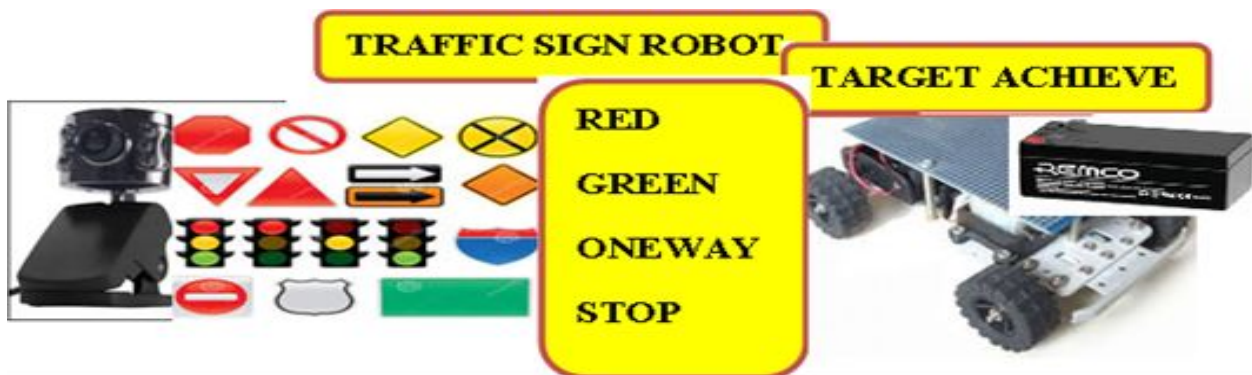 TRAFFIC SIGN ROBOT
TARGET ACHIEVE
RED
GREEN
ONEWAY
STOP
REMCO